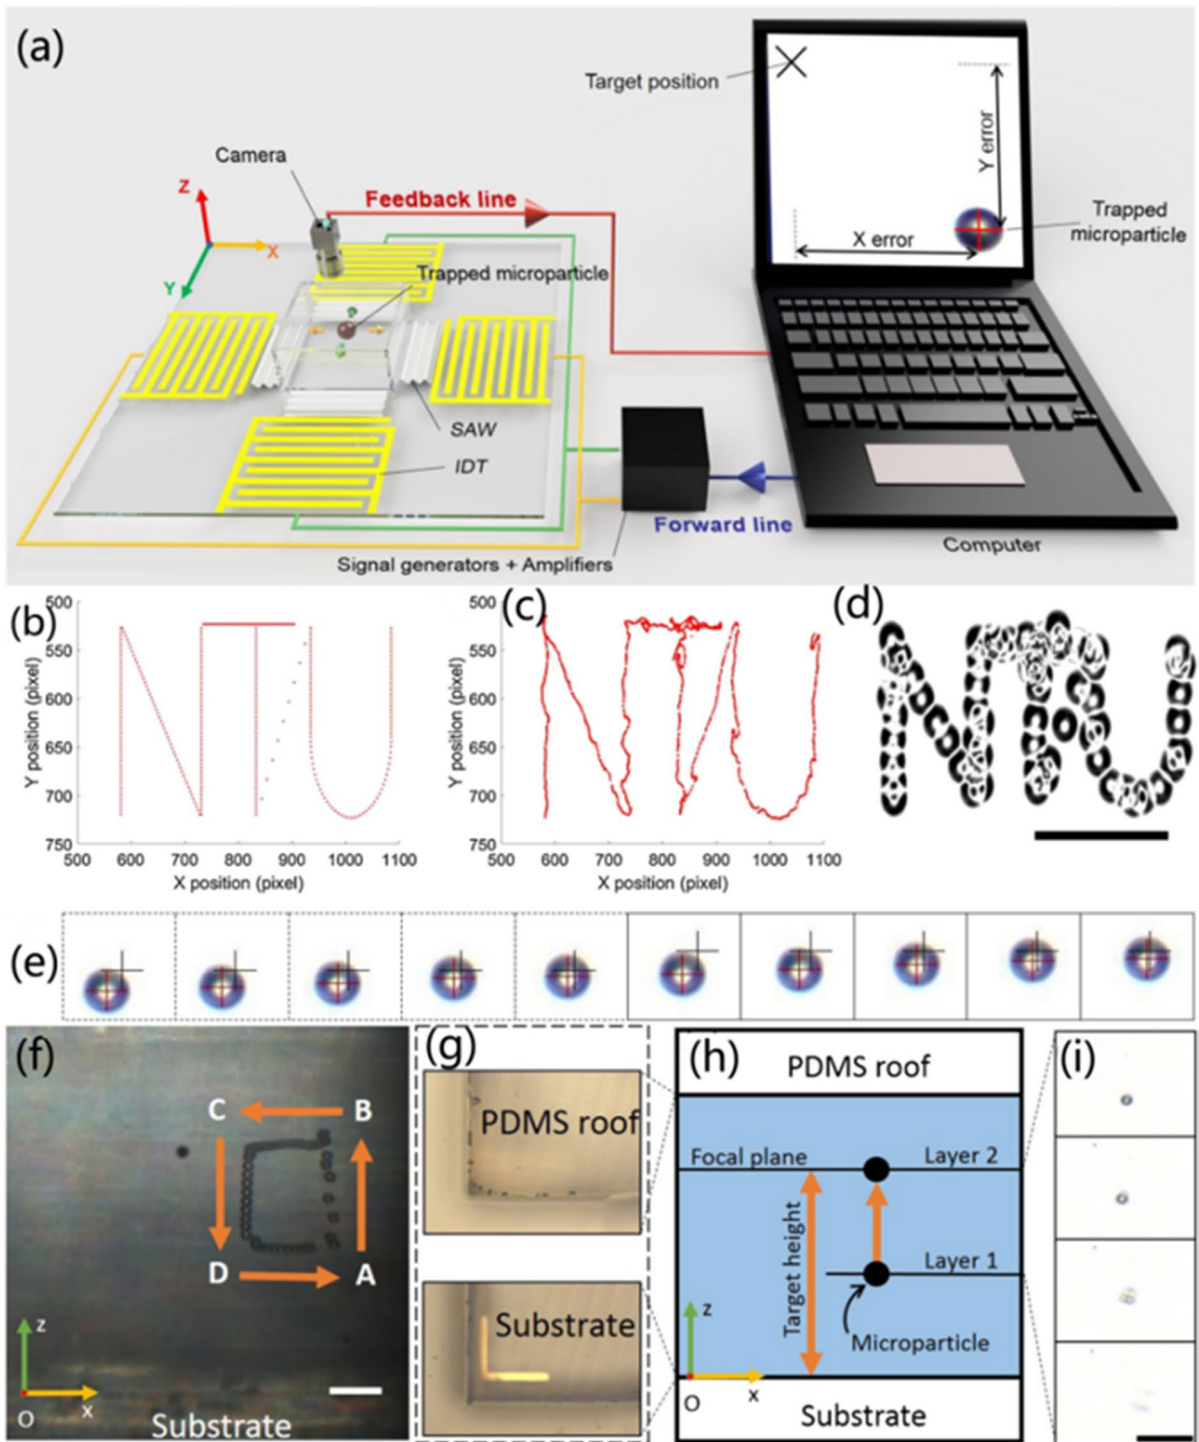 (a)
Target position
Y error
X error
Trapped
microparticle
Camera
Feedback line
Z
X
Y
Trapped microparticle
SAW
IDT
Forward line
Signal generators + Amplifiers
Computer
(b)
500
550
600
650
700
750
Y position (pixel)
500 600 700 800 900 1000 1100
X position (pixel)
(c)
500
550
600
650
700
750
Y position (pixel)
500 600 700 800 900 1000 1100
X position (pixel)
(d)
(e)
(f)
C B
D A
z
x
O
Substrate
(g)
PDMS roof
Substrate
(h)
PDMS roof
Focal plane Layer 2
Target height
Layer 1
Microparticle
z
x
O
Substrate
(i)